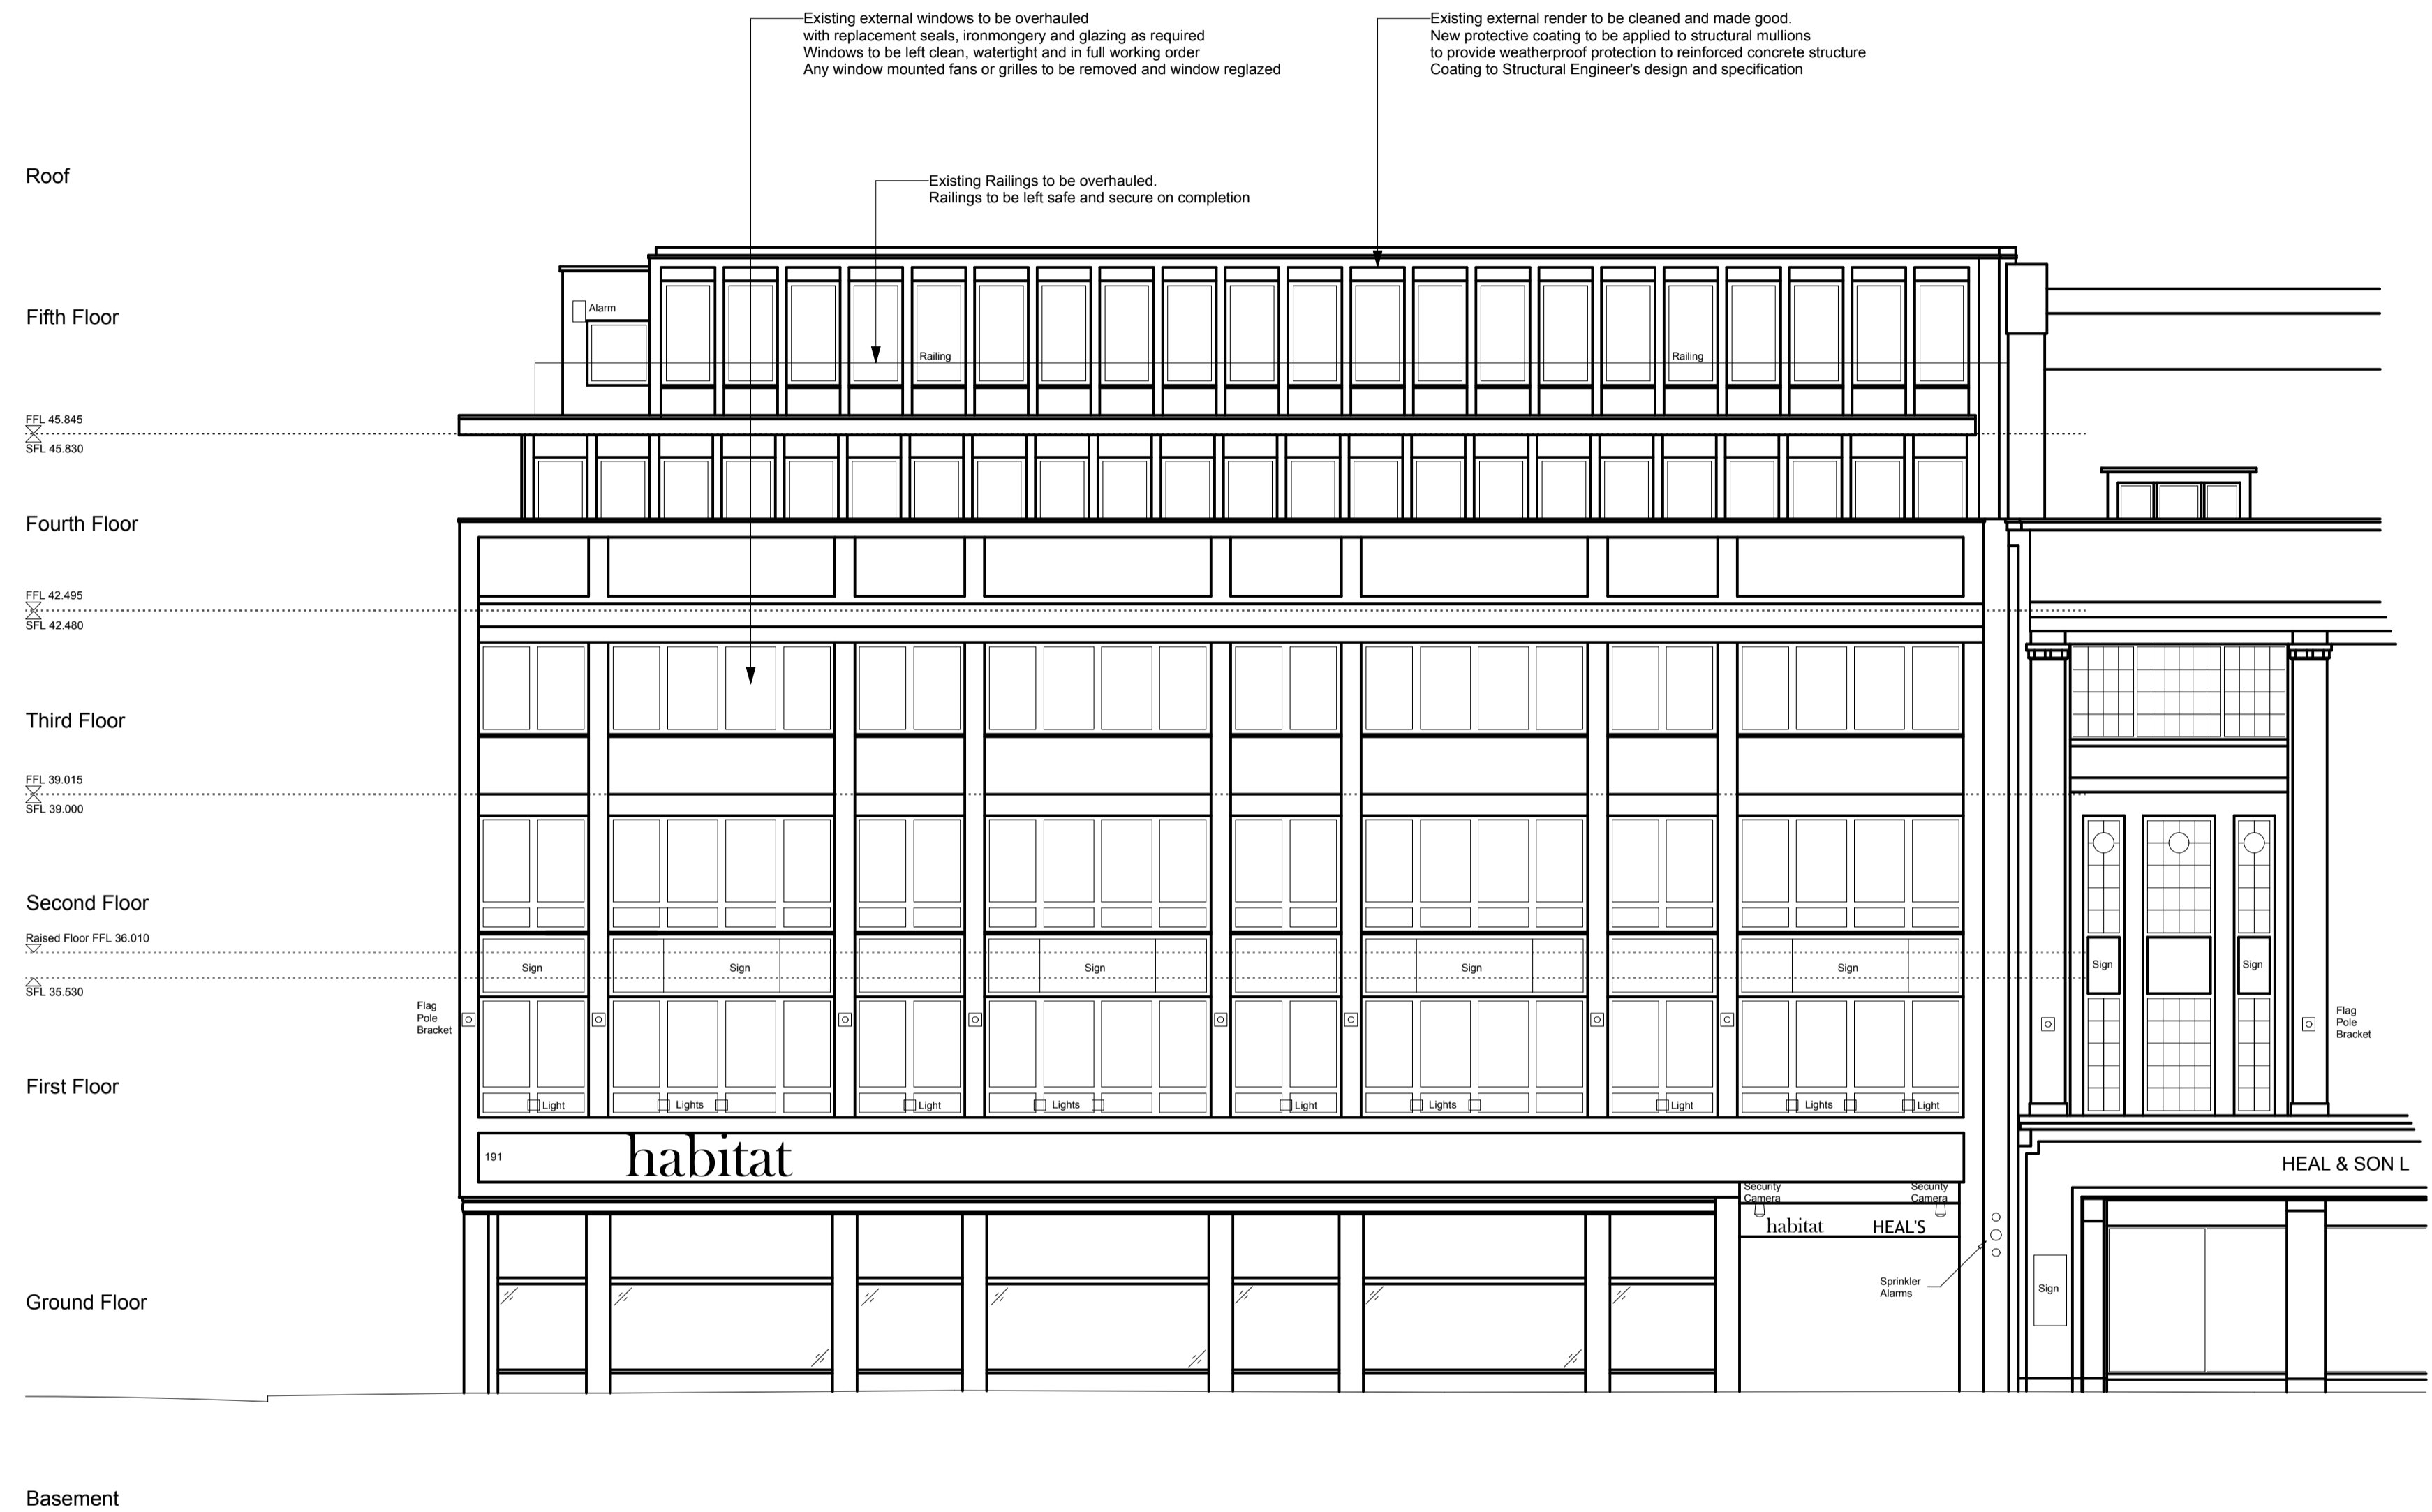 Existing external windows to be overhauled
with replacement seals, ironmongery and glazing as required
Windows to be left clean, watertight and in full working order
Any window mounted fans or grilles to be removed and window reglazed
Existing external render to be cleaned and made good.
New protective coating to be applied to structural mullions
to provide weatherproof protection to reinforced concrete structure
Coating to Structural Engineer's design and specification
Roof
Existing Railings to be overhauled.
Railings to be left safe and secure on completion
Alarm
Fifth Floor
Railing
Railing
FFL 45.845
SFL 45.830
Fourth Floor
FFL 42.495
SFL 42.480
Third Floor
FFL 39.015
SFL 39.000
Second Floor
Raised Floor FFL 36.010
Sign
Sign
Sign
Sign
Sign
Sign
Sign
SFL 35.530
Flag
Pole
Bracket
Flag
Pole
Bracket
First Floor
Light
Lights
Light
Lights
Light
Lights
Light
Lights
Light
191
habitat
HEAL & SON L
Security
Camera
Security
Camera
habitat
HEAL'S
Sprinkler
Alarms
Sign
Ground Floor
Basement